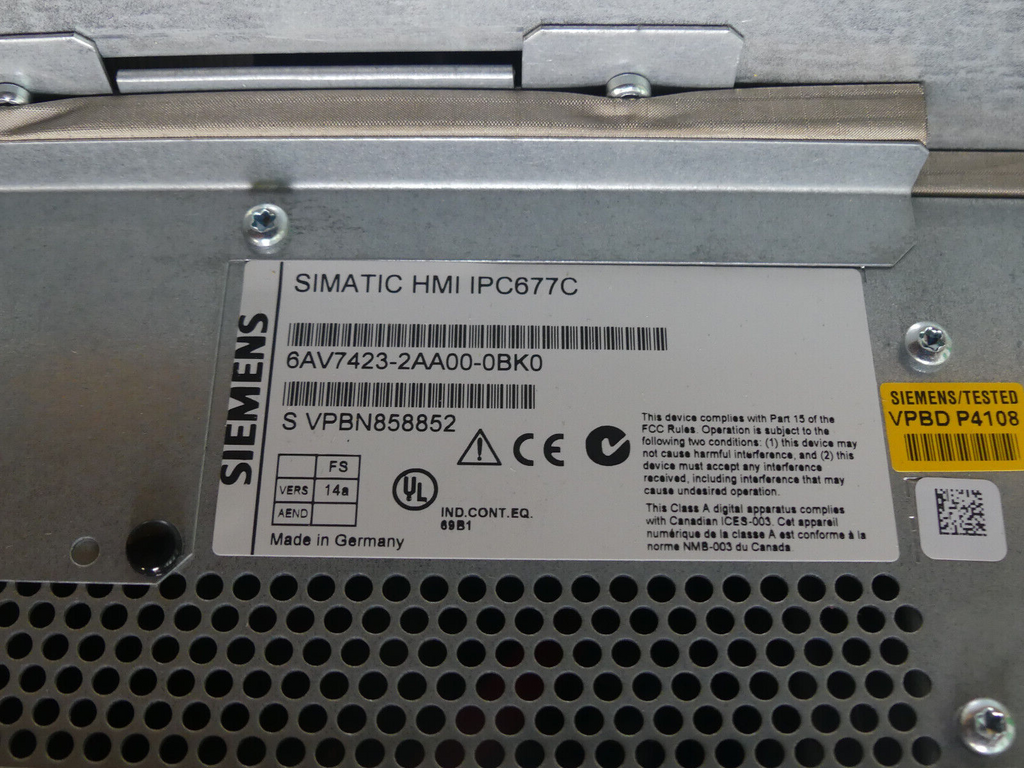 SIEMENS
SIMATIC HMI IPC677C
6AV7423-2AA00-0BK0
S VPBN858852
FS
VERS 14a
AEND
Made in Germany
UL
IND.CONT.EQ.
69B1
CE
This device complies with Part 15 of the
FCC Rules. Operation is subject to the
following two conditions: (1) this device may
not cause harmful interference, and (2) this
device must accept any interference
received, including interference that may
cause undesired operation.
This Class A digital apparatus complies
with Canadian ICES-003. Cet appareil
numérique de la classe A est conforme à la
norme NMB-003 du Canada.
SIEMENS/TESTED
VPBD P4108